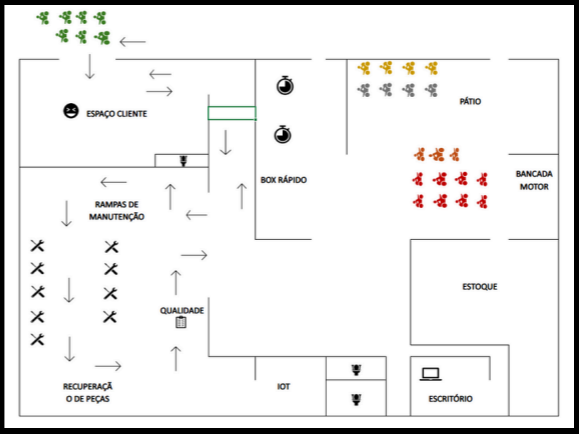 ESPAÇO CLIENTE
PÁTIO
BOX RÁPIDO
BANCADA
MOTOR
RAMPAS DE
MANUTENÇÃO
ESTOQUE
QUALIDADE
RECUPERAÇÃ
O DE PEÇAS
IOT
ESCRITÓRIO